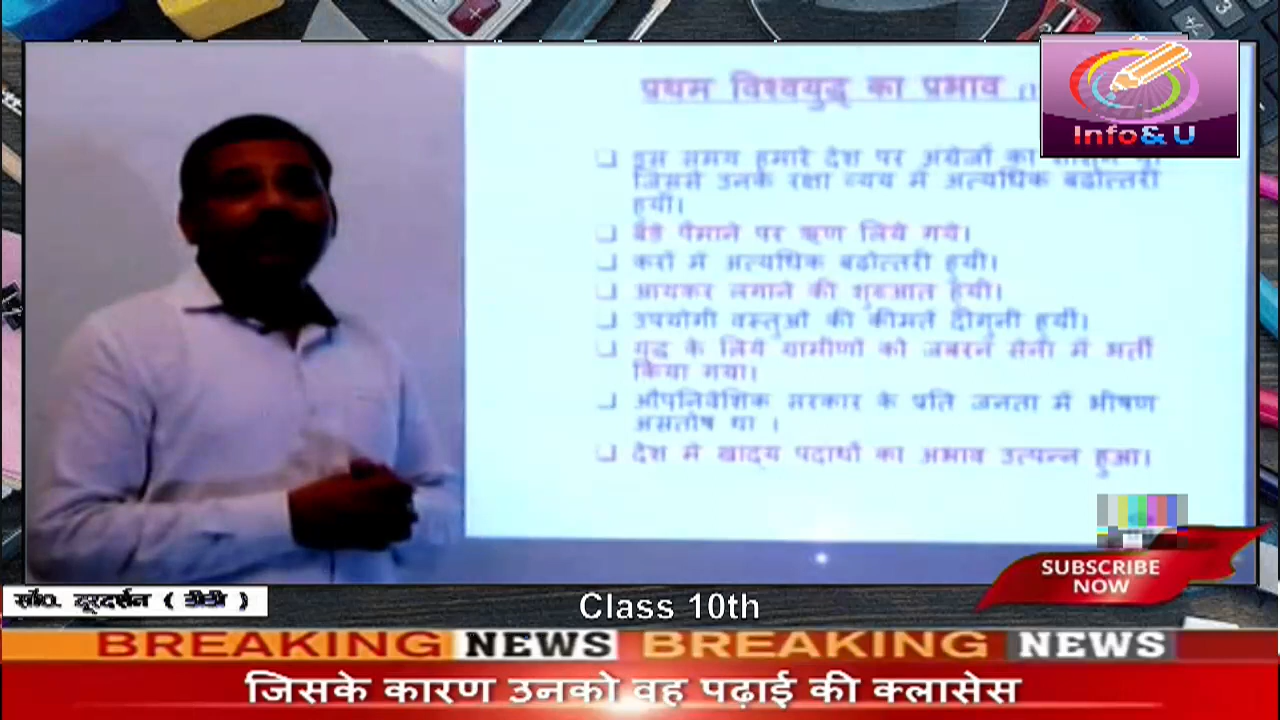 प्रथम विश्वयुद्ध का प्रभाव
Info& U
❑ इस समय हमारे देश पर अंग्रेजों का
जिससे उनके रक्षा व्यय में अत्यधिक बढोत्तरी
हुयी।
❑ बड़े पैमाने पर ऋण लिये गये।
❑ करों में अत्यधिक बढोत्तरी हुयी।
❑ आयकर लगाने की शुरुआत हुयी।
❑ उपयोगी वस्तुओं की कीमतें दोगुनी हुयीं।
❑ युद्ध के लिये ग्रामीणों को जबरन सेना में भर्ती
किया गया।
❑ औपनिवेशिक सरकार के प्रति जनता में भीषण
असंतोष था ।
❑ देश में खाद्य पदार्थों का अभाव उत्पन्न हुआ।
SUBSCRIBE
NOW
दूरदर्शन
Class 10th
BREAKING NEWS BREAKING NEWS
जिसके कारण उनको वह पढ़ाई की क्लासेस